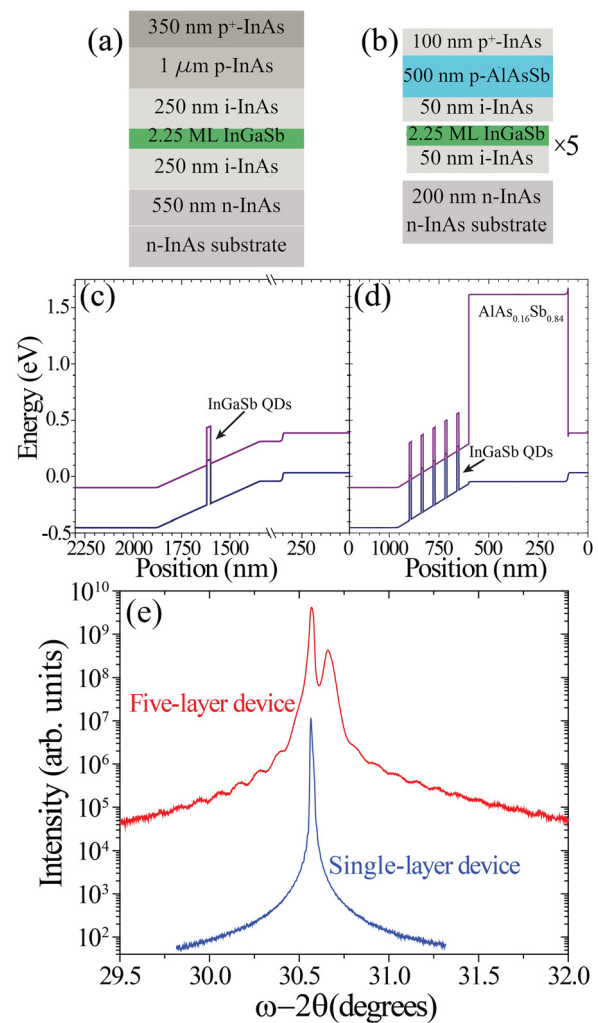 (a)
350 nm p⁺-InAs
1 μm p-InAs
250 nm i-InAs
2.25 ML InGaSb
250 nm i-InAs
550 nm n-InAs
n-InAs substrate
(b)
100 nm p⁺-InAs
500 nm p-AlAsSb
50 nm i-InAs
2.25 ML InGaSb
50 nm i-InAs
×5
200 nm n-InAs
n-InAs substrate
(c)
(d)
Energy (eV)
1.5
1.0
0.5
0.0
-0.5
InGaSb QDs
AlAs₀.₁₆Sb₀.₈₄
InGaSb QDs
2250 2000 1750 1500 250 0
1000 750 500 250 0
Position (nm)
Position (nm)
(e)
Intensity (arb. units)
10¹⁰
10⁹
10⁸
10⁷
10⁶
10⁵
10⁴
10³
10²
Five-layer device
Single-layer device
29.5 30.0 30.5 31.0 31.5 32.0
ω−2θ(degrees)